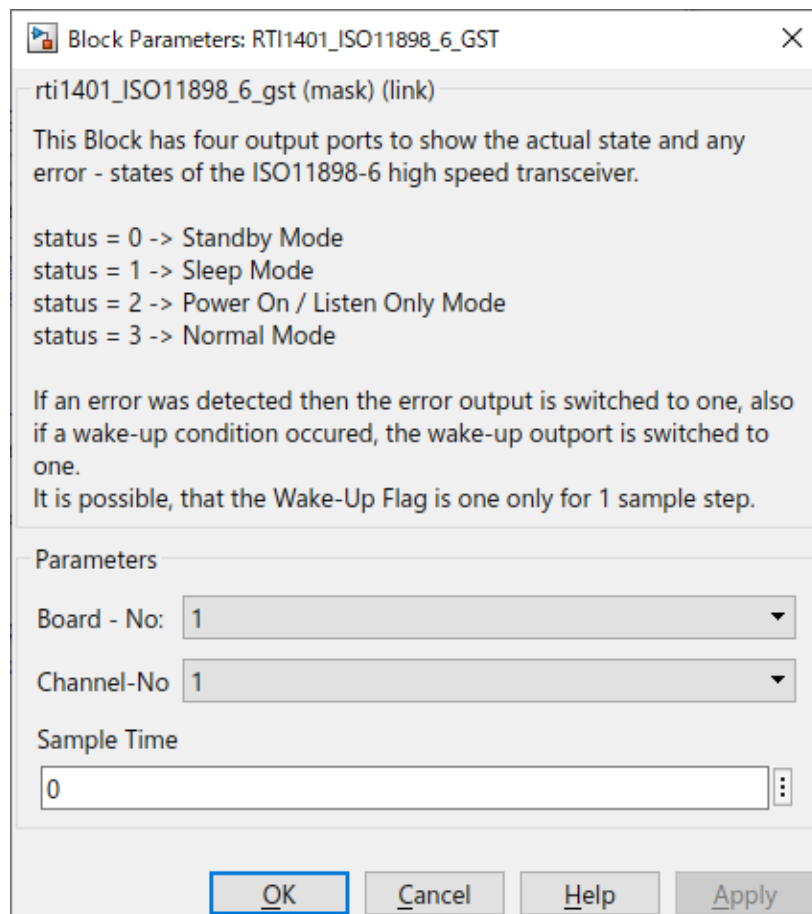 Block Parameters: RTI1401_ISO11898_6_GST
rti1401_ISO11898_6_gst (mask) (link)
This Block has four output ports to show the actual state and any
error - states of the ISO11898-6 high speed transceiver.
status = 0 -> Standby Mode
status = 1 -> Sleep Mode
status = 2 -> Power On / Listen Only Mode
status = 3 -> Normal Mode
If an error was detected then the error output is switched to one, also
if a wake-up condition occured, the wake-up outport is switched to
one.
It is possible, that the Wake-Up Flag is one only for 1 sample step.
Parameters
Board - No: 1
Channel-No 1
Sample Time
0
OK Cancel Help Apply